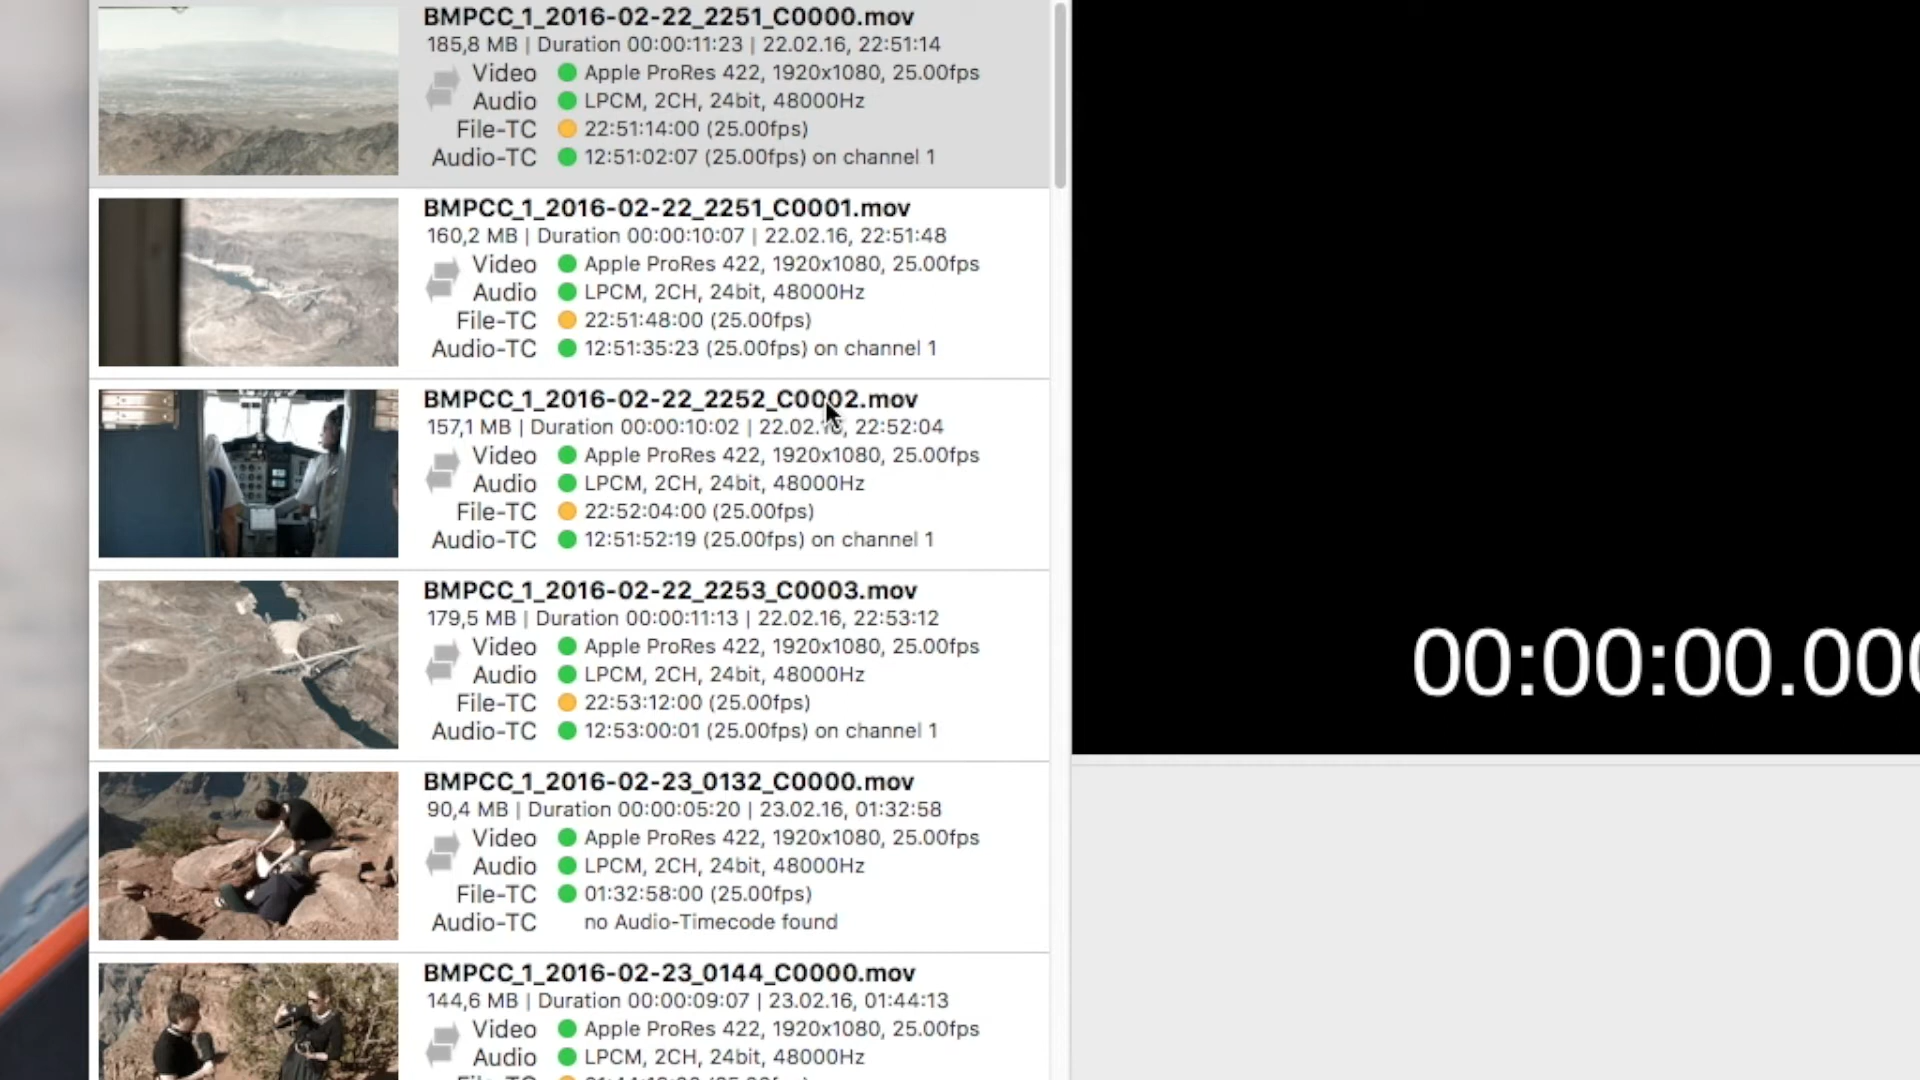 BMPCC_1_2016-02-22_2251_C0000.mov
185,8 MB | Duration 00:00:11:23 | 22.02.16, 22:51:14
Video Apple ProRes 422, 1920x1080, 25.00fps
Audio LPCM, 2CH, 24bit, 48000Hz
File-TC 22:51:14:00 (25.00fps)
Audio-TC 12:51:02:07 (25.00fps) on channel 1
BMPCC_1_2016-02-22_2251_C0001.mov
160,2 MB | Duration 00:00:10:07 | 22.02.16, 22:51:48
Video Apple ProRes 422, 1920x1080, 25.00fps
Audio LPCM, 2CH, 24bit, 48000Hz
File-TC 22:51:48:00 (25.00fps)
Audio-TC 12:51:35:23 (25.00fps) on channel 1
BMPCC_1_2016-02-22_2252_C0002.mov
157,1 MB | Duration 00:00:10:02 | 22.02.16, 22:52:04
Video Apple ProRes 422, 1920x1080, 25.00fps
Audio LPCM, 2CH, 24bit, 48000Hz
File-TC 22:52:04:00 (25.00fps)
Audio-TC 12:51:52:19 (25.00fps) on channel 1
BMPCC_1_2016-02-22_2253_C0003.mov
179,5 MB | Duration 00:00:11:13 | 22.02.16, 22:53:12
Video Apple ProRes 422, 1920x1080, 25.00fps
Audio LPCM, 2CH, 24bit, 48000Hz
File-TC 22:53:12:00 (25.00fps)
Audio-TC 12:53:00:01 (25.00fps) on channel 1
BMPCC_1_2016-02-23_0132_C0000.mov
90,4 MB | Duration 00:00:05:20 | 23.02.16, 01:32:58
Video Apple ProRes 422, 1920x1080, 25.00fps
Audio LPCM, 2CH, 24bit, 48000Hz
File-TC 01:32:58:00 (25.00fps)
Audio-TC no Audio-Timecode found
BMPCC_1_2016-02-23_0144_C0000.mov
144,6 MB | Duration 00:00:09:07 | 23.02.16, 01:44:13
Video Apple ProRes 422, 1920x1080, 25.00fps
Audio LPCM, 2CH, 24bit, 48000Hz
00:00:00.000